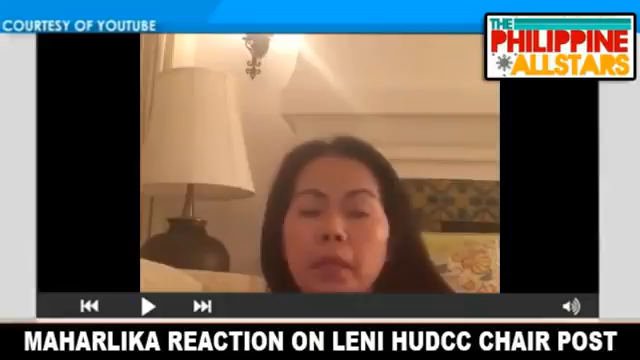 COURTESY OF YOUTUBE
THE
PHILIPPINE
ALLSTARS
MAHARLIKA REACTION ON LENI HUDCC CHAIR POST